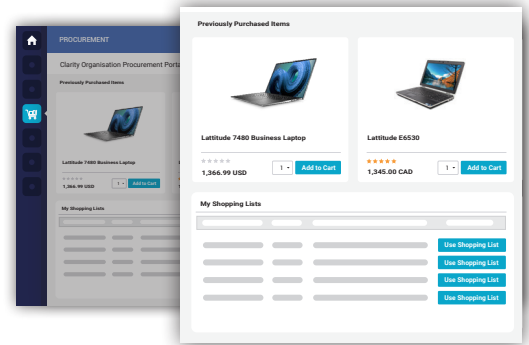 PROCUREMENT
Clarity Organisation Procurement Porta
Previously Purchased Items
Lattitude 7480 Business Laptop
1,366.99 USD
1
Add to Cart
My Shopping Lists
Previously Purchased Items
Lattitude 7480 Business Laptop
1,366.99 USD
1
Add to Cart
Lattitude E6530
1,345.00 CAD
1
Add to Cart
My Shopping Lists
Use Shopping List
Use Shopping List
Use Shopping List
Use Shopping List